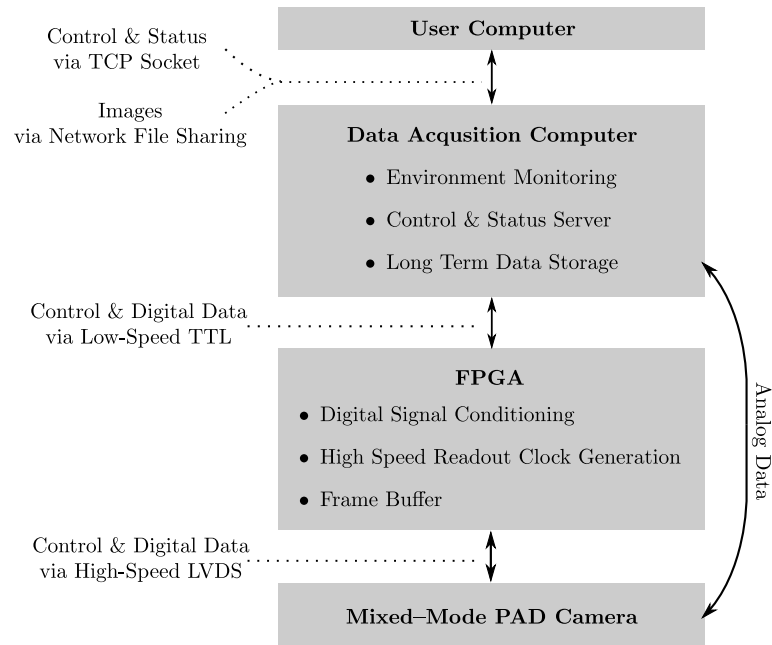 User Computer
Control & Status
via TCP Socket
Images
via Network File Sharing
Data Acqusition Computer
• Environment Monitoring
• Control & Status Server
• Long Term Data Storage
Control & Digital Data
via Low-Speed TTL
FPGA
• Digital Signal Conditioning
• High Speed Readout Clock Generation
• Frame Buffer
Analog Data
Control & Digital Data
via High-Speed LVDS
Mixed–Mode PAD Camera